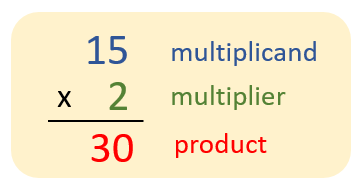 15 multiplicand
x 2 multiplier
30 product